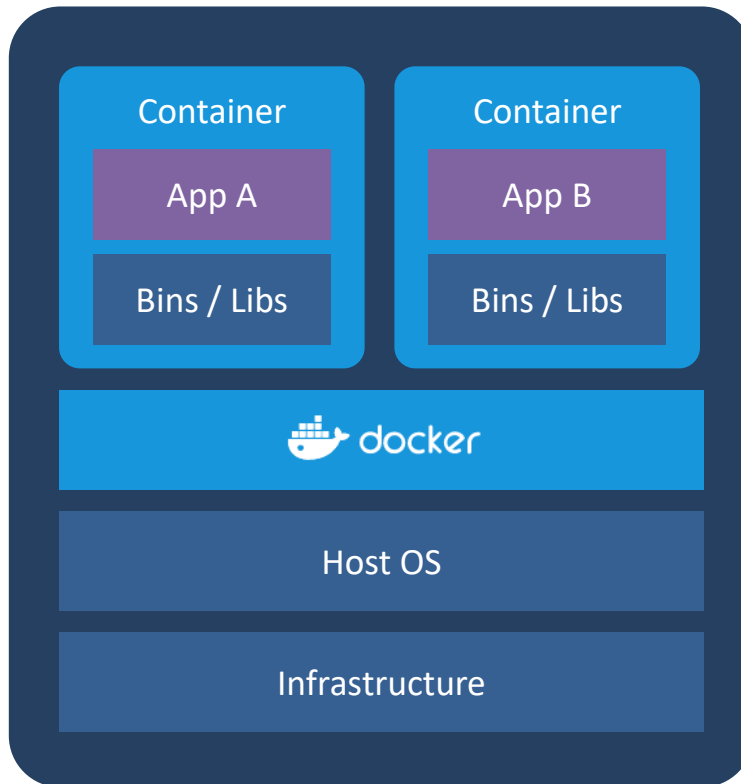 Container
Container
App A
App B
Bins / Libs
Bins / Libs
docker
Host OS
Infrastructure